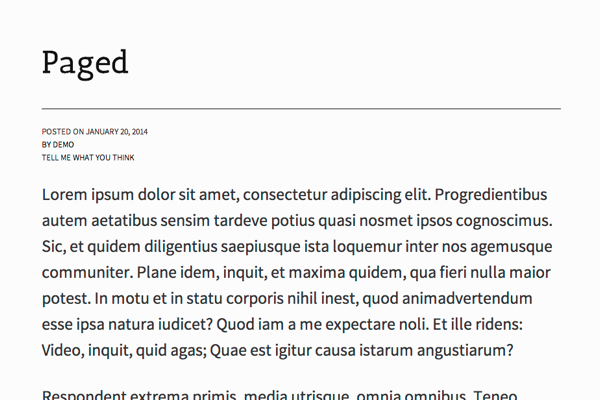 Paged
POSTED ON JANUARY 20, 2014
BY DEMO
TELL ME WHAT YOU THINK
Lorem ipsum dolor sit amet, consectetur adipiscing elit. Progredientibus
autem aetatibus sensim tardeve potius quasi nosmet ipsos cognoscimus.
Sic, et quidem diligentius saepiusque ista loquemur inter nos agemusque
communiter. Plane idem, inquit, et maxima quidem, qua fieri nulla maior
potest. In motu et in statu corporis nihil inest, quod animadvertendum
esse ipsa natura iudicet? Quod iam a me expectare noli. Et ille ridens:
Video, inquit, quid agas; Quae est igitur causa istarum angustiarum?
Respondent extrema primis, media utrisque, omnia omnibus. Teneo,